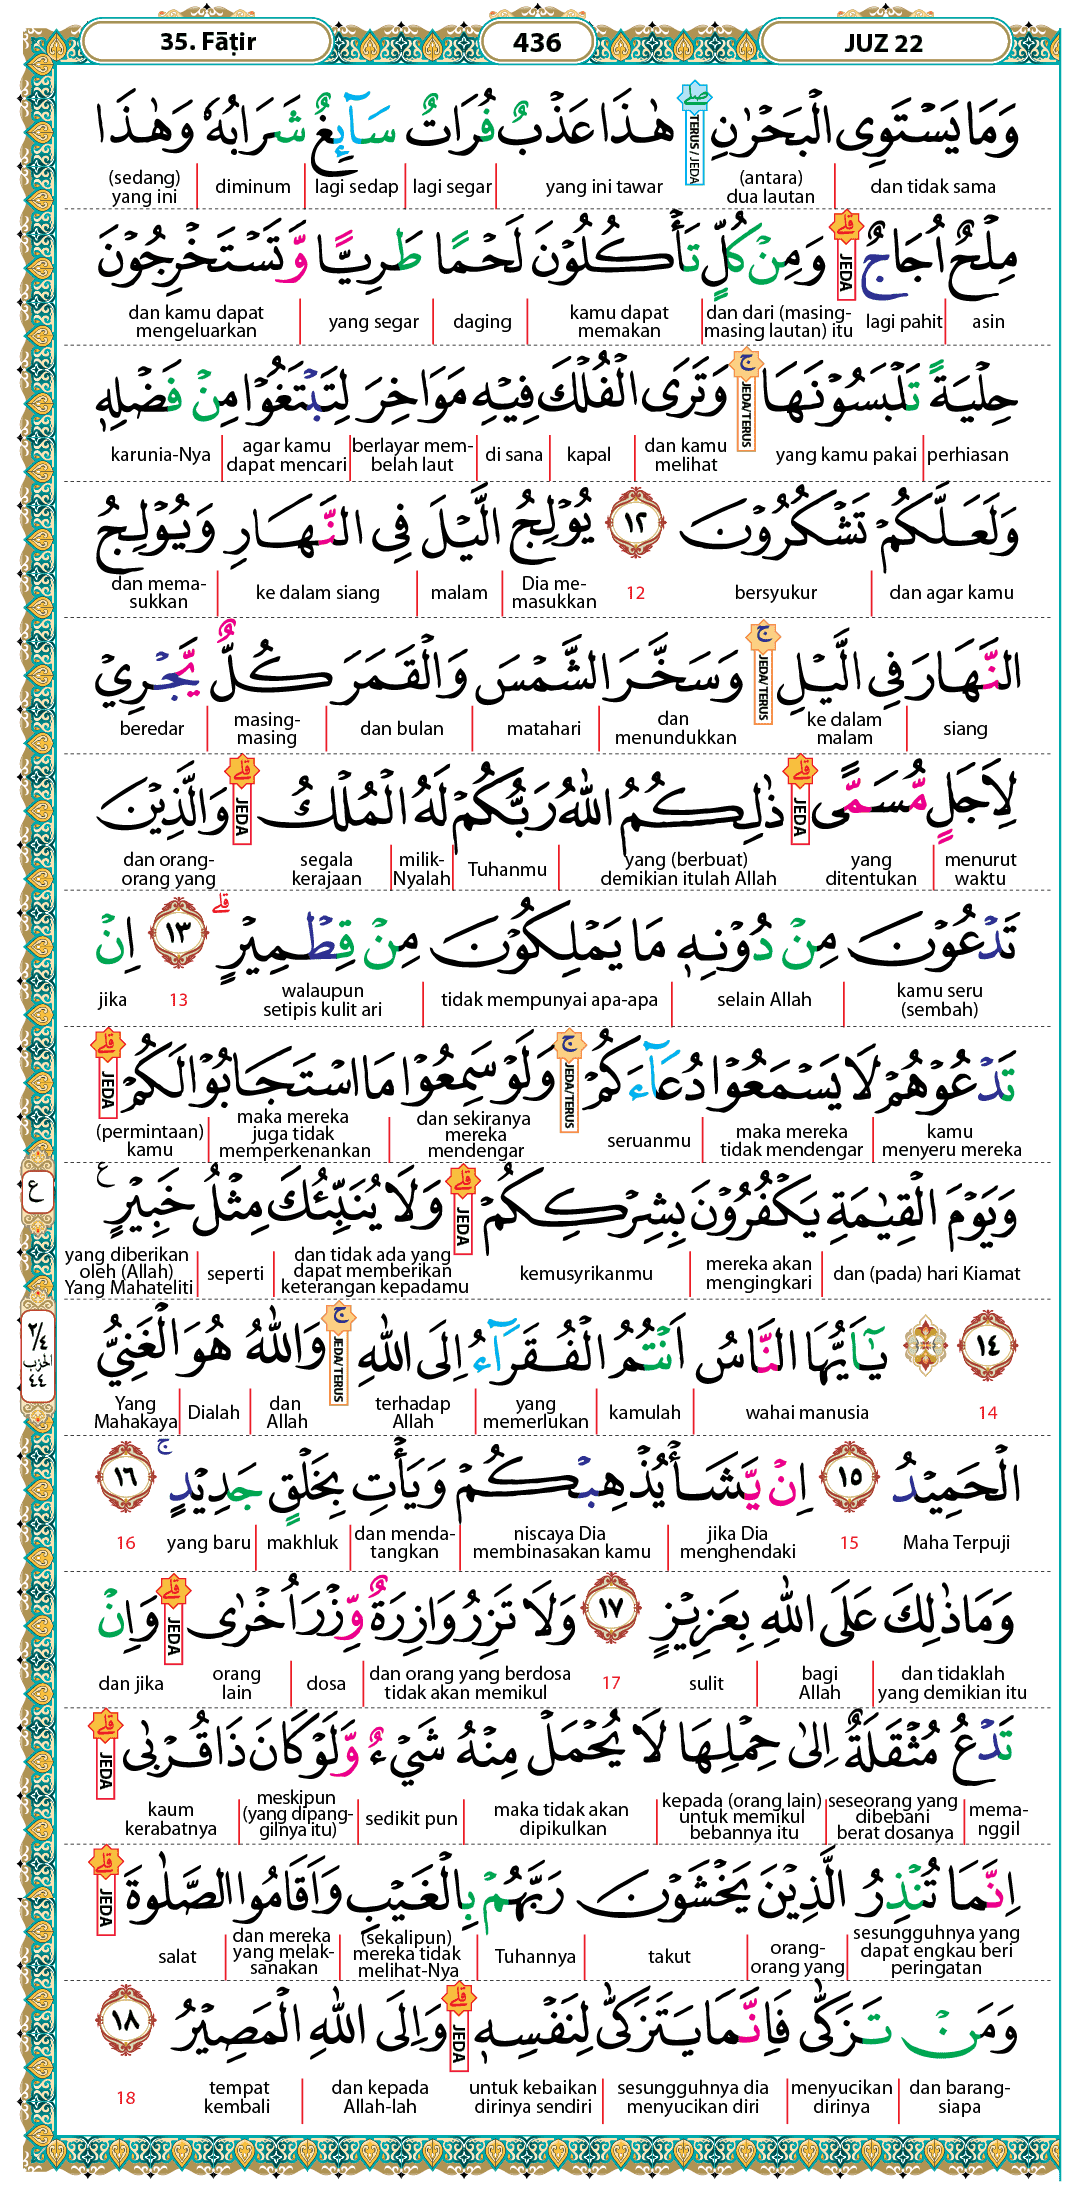 35. Fāṭir 436 JUZ 22
وَمَا يَسْتَوِى الْبَحْرٰنِ ۖ هٰذَا عَذْبٌ فُرَاتٌ سَاۤىِٕغٌ شَرَابُهٗ وَهٰذَا
TERUS / JEDA
dan tidak sama | (antara) dua lautan | yang ini tawar | lagi segar | lagi sedap | diminum | (sedang) yang ini
مِلْحٌ اُجَاجٌۗ وَمِنْ كُلٍّ تَأْكُلُوْنَ لَحْمًا طَرِيًّا وَّتَسْتَخْرِجُوْنَ
JEDA
asin | lagi pahit | dan dari (masing-masing lautan) itu | kamu dapat memakan | daging | yang segar | dan kamu dapat mengeluarkan
حِلْيَةً تَلْبَسُوْنَهَا ۚ وَتَرَى الْفُلْكَ فِيْهِ مَوَاخِرَ لِتَبْتَغُوْا مِنْ فَضْلِهٖ
JEDA/TERUS
perhiasan | yang kamu pakai | dan kamu melihat | kapal | di sana | berlayar mem-belah laut | agar kamu dapat mencari | karunia-Nya
وَلَعَلَّكُمْ تَشْكُرُوْنَ ١٢ يُوْلِجُ الَّيْلَ فِى النَّهَارِ وَيُوْلِجُ
dan agar kamu | bersyukur 12 Dia me-masukkan | malam | ke dalam siang | dan mema-sukkan
النَّهَارَ فِى الَّيْلِ ۚ وَسَخَّرَ الشَّمْسَ وَالْقَمَرَ كُلٌّ يَّجْرِيْ
JEDA/TERUS
siang | ke dalam malam | dan menundukkan | matahari | dan bulan | masing-masing | beredar
لِاَجَلٍ مُّسَمًّىۗ ذٰلِكُمُ اللّٰهُ رَبُّكُمْ لَهُ الْمُلْكُۗ وَالَّذِيْنَ
JEDA JEDA
menurut waktu | yang ditentukan yang (berbuat) demikian itulah Allah | Tuhanmu | milik-Nyalah | segala kerajaan dan orang-orang yang
تَدْعُوْنَ مِنْ دُوْنِهٖ مَا يَمْلِكُوْنَ مِنْ قِطْمِيْرٍۗ ١٣ اِنْ
kamu seru (sembah) | selain Allah | tidak mempunyai apa-apa | walaupun setipis kulit ari 13 jika
تَدْعُوْهُمْ لَا يَسْمَعُوْا دُعَاۤءَكُمْۚ وَلَوْ سَمِعُوْا مَا اسْتَجَابُوْا لَكُمْۗ
JEDA/TERUS JEDA
kamu menyeru mereka | maka mereka tidak mendengar | seruanmu dan sekiranya mereka mendengar | maka mereka juga tidak memperkenankan | (permintaan) kamu
وَيَوْمَ الْقِيٰمَةِ يَكْفُرُوْنَ بِشِرْكِكُمْۗ وَلَا يُنَبِّئُكَ مِثْلُ خَبِيْرٍ ࣖ
JEDA
ع
dan (pada) hari Kiamat | mereka akan mengingkari | kemusyrikanmu dan tidak ada yang dapat memberikan keterangan kepadamu | seperti | yang diberikan oleh (Allah) Yang Mahateliti
١٤ يٰٓاَيُّهَا النَّاسُ اَنْتُمُ الْفُقَرَاۤءُ اِلَى اللّٰهِ ۚ وَاللّٰهُ هُوَ الْغَنِيُّ
JEDA/TERUS
٢/٤ الحزب ٤٤
14 wahai manusia | kamulah | yang memerlukan | terhadap Allah dan Allah | Dialah | Yang Mahakaya
الْحَمِيْدُ ١٥ اِنْ يَّشَأْ يُذْهِبْكُمْ وَيَأْتِ بِخَلْقٍ جَدِيْدٍۚ ١٦
Maha Terpuji 15 jika Dia menghendaki | niscaya Dia membinasakan kamu | dan menda-tangkan | makhluk | yang baru 16
وَمَا ذٰلِكَ عَلَى اللّٰهِ بِعَزِيْزٍ ١٧ وَلَا تَزِرُ وَازِرَةٌ وِّزْرَ اُخْرٰىۗ وَاِنْ
JEDA
dan tidaklah yang demikian itu | bagi Allah | sulit 17 dan orang yang berdosa tidak akan memikul | dosa | orang lain dan jika
تَدْعُ مُثْقَلَةٌ اِلٰى حِمْلِهَا لَا يُحْمَلْ مِنْهُ شَيْءٌ وَّلَوْ كَانَ ذَا قُرْبٰىۗ
JEDA
mema-nggil | seseorang yang dibebani berat dosanya | kepada (orang lain) untuk memikul bebannya itu | maka tidak akan dipikulkan | sedikit pun | meskipun (yang dipang-gilnya itu) | kaum kerabatnya
اِنَّمَا تُنْذِرُ الَّذِيْنَ يَخْشَوْنَ رَبَّهُمْ بِالْغَيْبِ وَاَقَامُوا الصَّلٰوةَۗ
JEDA
sesungguhnya yang dapat engkau beri peringatan | orang-orang yang | takut | Tuhannya | (sekalipun) mereka tidak melihat-Nya | dan mereka yang melak-sanakan | salat
وَمَنْ تَزَكّٰى فَاِنَّمَا يَتَزَكّٰى لِنَفْسِهٖۗ وَاِلَى اللّٰهِ الْمَصِيْرُ ١٨
JEDA
dan barang-siapa | menyucikan dirinya | sesungguhnya dia menyucikan diri | untuk kebaikan dirinya sendiri dan kepada Allah-lah | tempat kembali 18